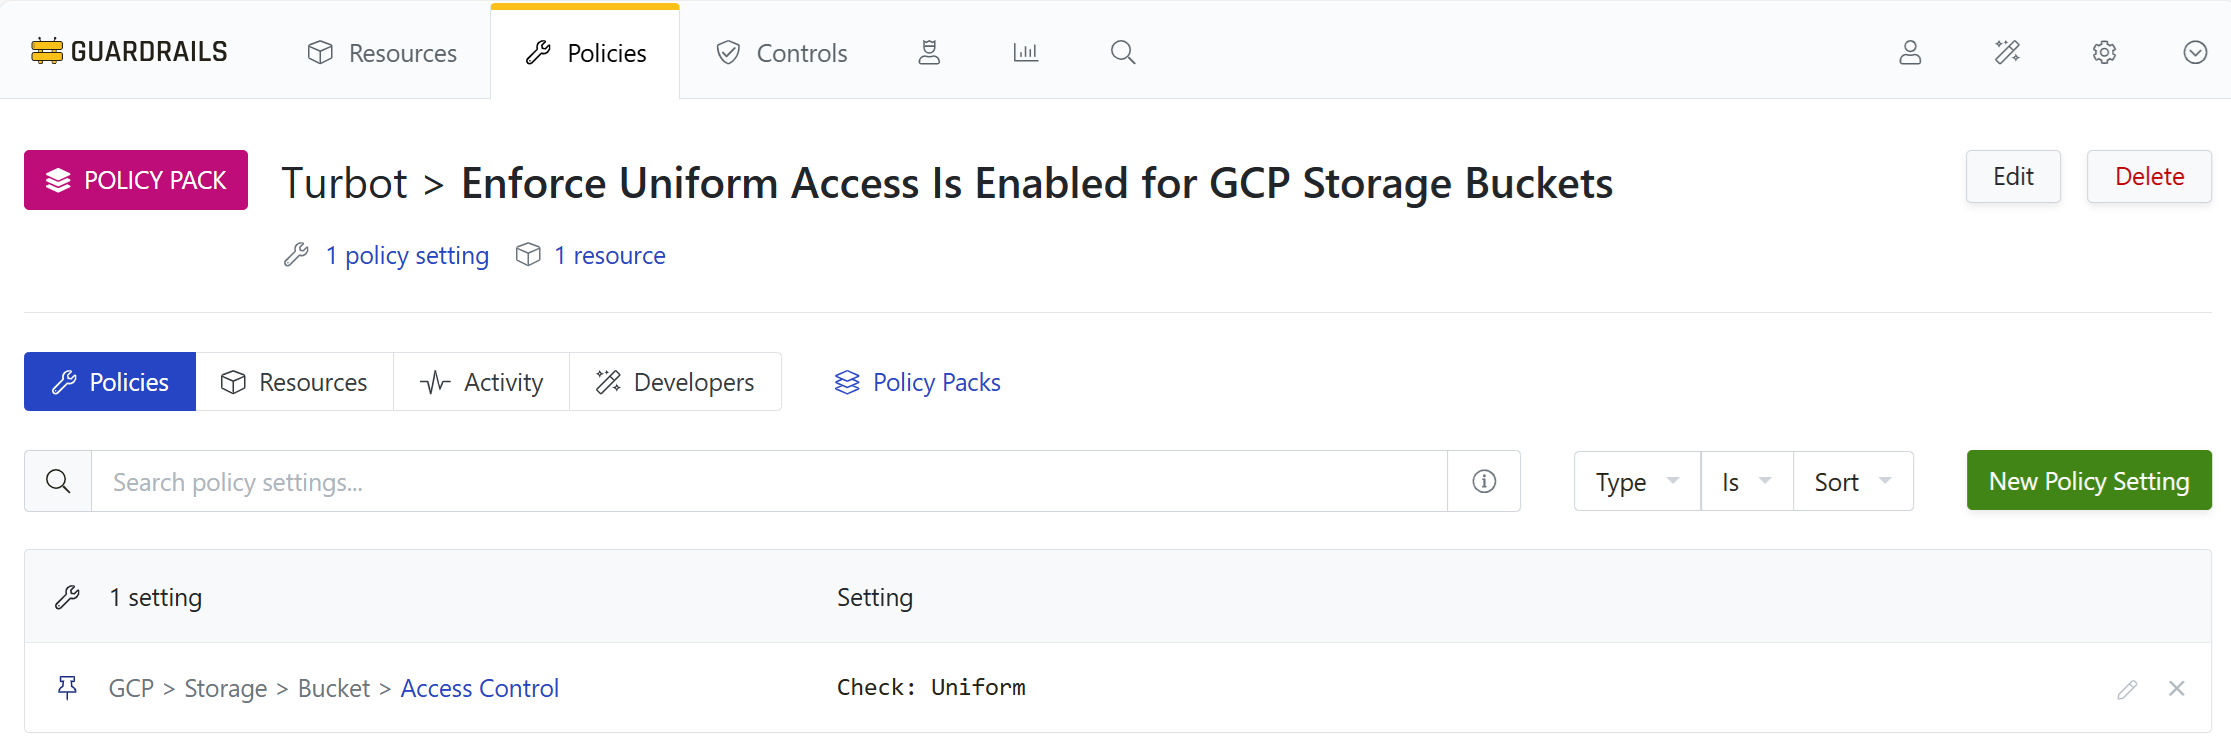 GUARDRAILS Resources Policies Controls
POLICY PACK Turbot > Enforce Uniform Access Is Enabled for GCP Storage Buckets Edit Delete
1 policy setting 1 resource
Policies Resources Activity Developers Policy Packs
Search policy settings... Type Is Sort New Policy Setting
1 setting Setting
GCP > Storage > Bucket > Access Control Check: Uniform